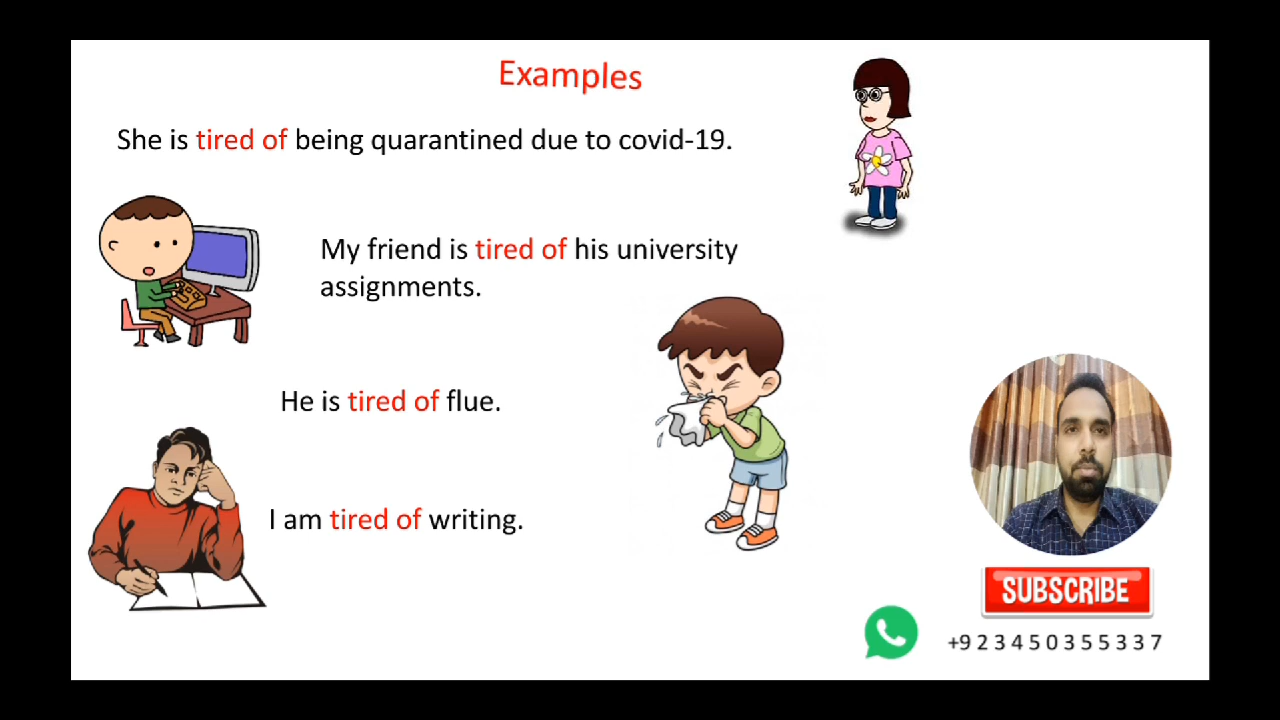 Examples
She is tired of being quarantined due to covid-19.
My friend is tired of his university
assignments.
He is tired of flue.
I am tired of writing.
SUBSCRIBE
+923450355337